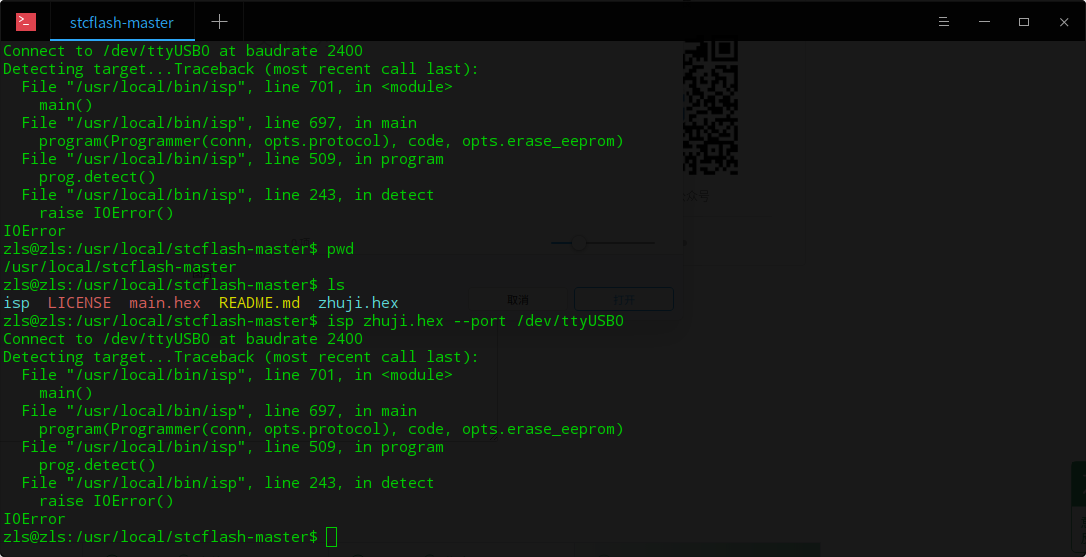 stcflash-master
Connect to /dev/ttyUSB0 at baudrate 2400
Detecting target...Traceback (most recent call last):
File "/usr/local/bin/isp", line 701, in <module>
main()
File "/usr/local/bin/isp", line 697, in main
program(Programmer(conn, opts.protocol), code, opts.erase_eeprom)
File "/usr/local/bin/isp", line 509, in program
prog.detect()
File "/usr/local/bin/isp", line 243, in detect
raise IOError()
IOError
zls@zls:/usr/local/stcflash-master$ pwd
/usr/local/stcflash-master
zls@zls:/usr/local/stcflash-master$ ls
isp LICENSE main.hex README.md zhuji.hex
zls@zls:/usr/local/stcflash-master$ isp zhuji.hex --port /dev/ttyUSB0
Connect to /dev/ttyUSB0 at baudrate 2400
Detecting target...Traceback (most recent call last):
File "/usr/local/bin/isp", line 701, in <module>
main()
File "/usr/local/bin/isp", line 697, in main
program(Programmer(conn, opts.protocol), code, opts.erase_eeprom)
File "/usr/local/bin/isp", line 509, in program
prog.detect()
File "/usr/local/bin/isp", line 243, in detect
raise IOError()
IOError
zls@zls:/usr/local/stcflash-master$
取消
打开